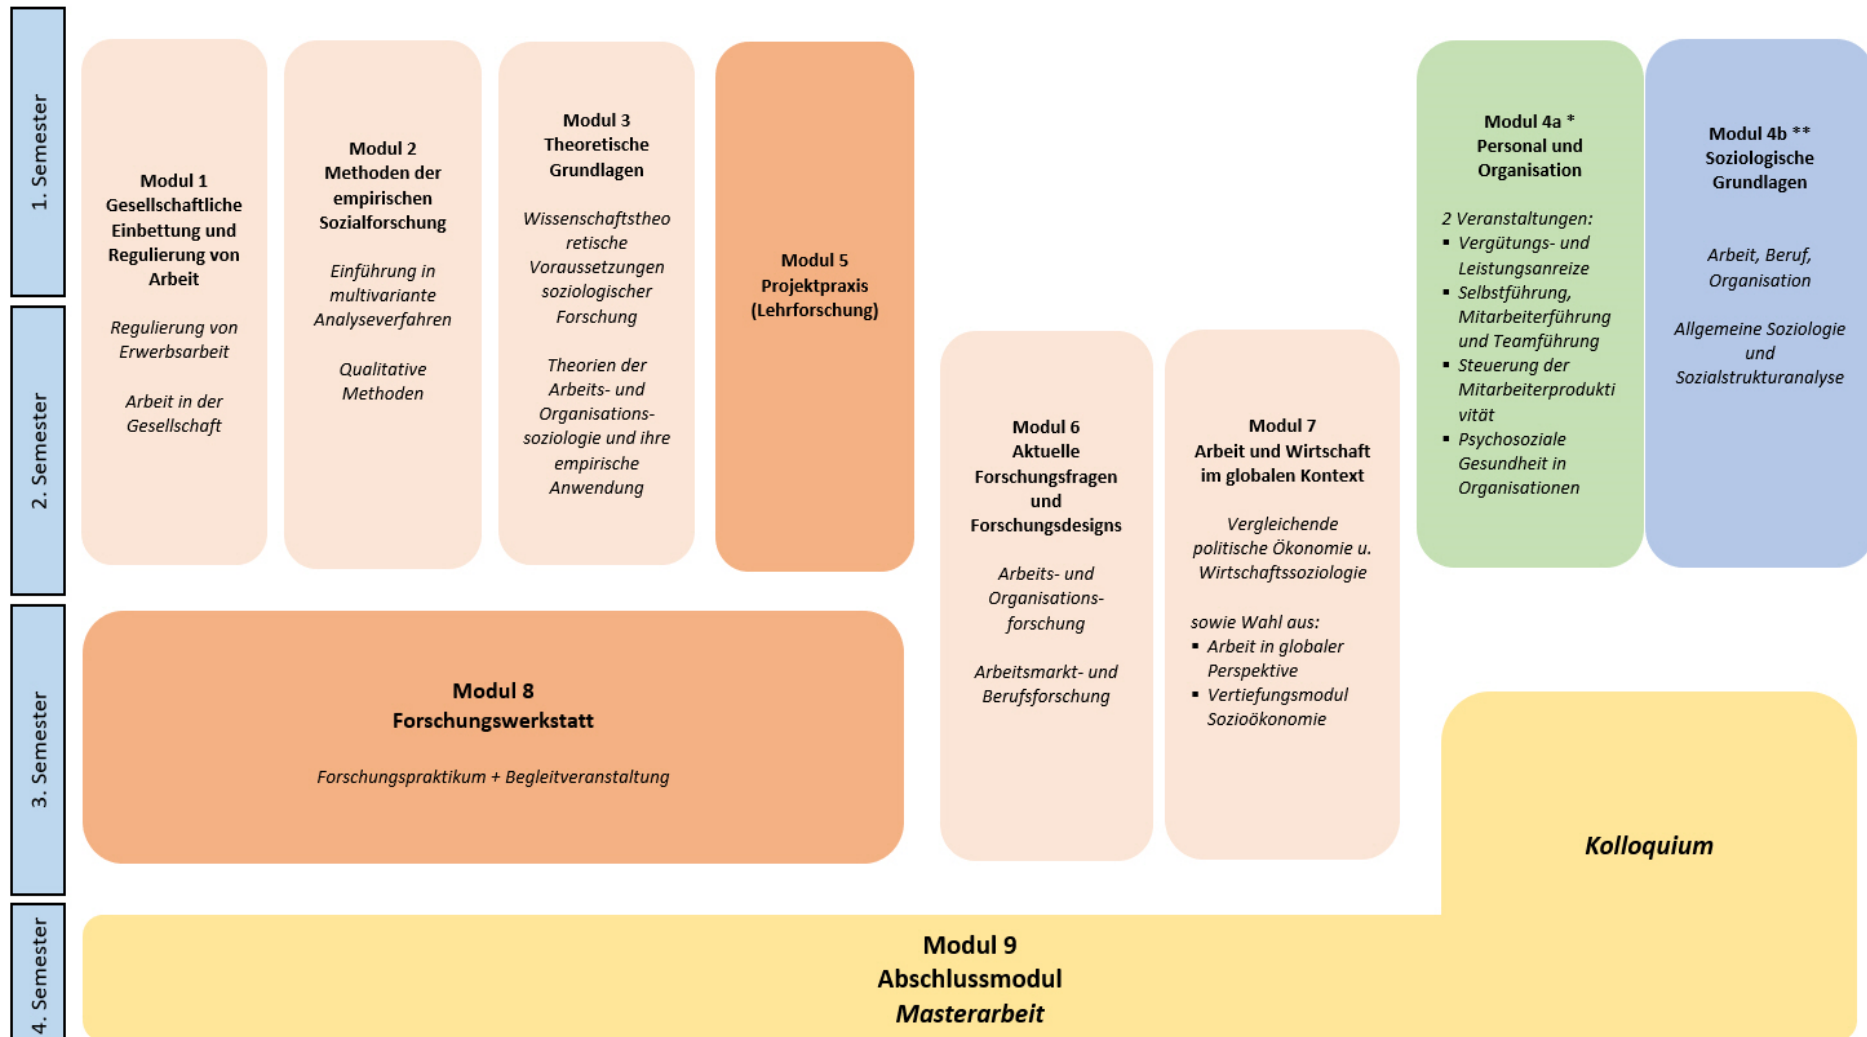 1. Semester
2. Semester
3. Semester
4. Semester
Modul 1
Gesellschaftliche
Einbettung und
Regulierung von
Arbeit
Regulierung von
Erwerbsarbeit
Arbeit in der
Gesellschaft
Modul 2
Methoden der
empirischen
Sozialforschung
Einführung in
multivariante
Analyseverfahren
Qualitative
Methoden
Modul 3
Theoretische
Grundlagen
Wissenschaftstheo
retische
Voraussetzungen
soziologischer
Forschung
Theorien der
Arbeits- und
Organisations-
soziologie und ihre
empirische
Anwendung
Modul 5
Projektpraxis
(Lehrforschung)
Modul 6
Aktuelle
Forschungsfragen
und
Forschungsdesigns
Arbeits- und
Organisations-
forschung
Arbeitsmarkt- und
Berufsforschung
Modul 7
Arbeit und Wirtschaft
im globalen Kontext
Vergleichende
politische Ökonomie u.
Wirtschaftssoziologie
sowie Wahl aus:
▪ Arbeit in globaler
Perspektive
▪ Vertiefungsmodul
Sozioökonomie
Modul 4a *
Personal und
Organisation
2 Veranstaltungen:
▪ Vergütungs- und
Leistungsanreize
▪ Selbstführung,
Mitarbeiterführung
und Teamführung
▪ Steuerung der
Mitarbeiterprodukti
vität
▪ Psychosoziale
Gesundheit in
Organisationen
Modul 4b **
Soziologische
Grundlagen
Arbeit, Beruf,
Organisation
Allgemeine Soziologie
und
Sozialstrukturanalyse
Modul 8
Forschungswerkstatt
Forschungspraktikum + Begleitveranstaltung
Kolloquium
Modul 9
Abschlussmodul
Masterarbeit